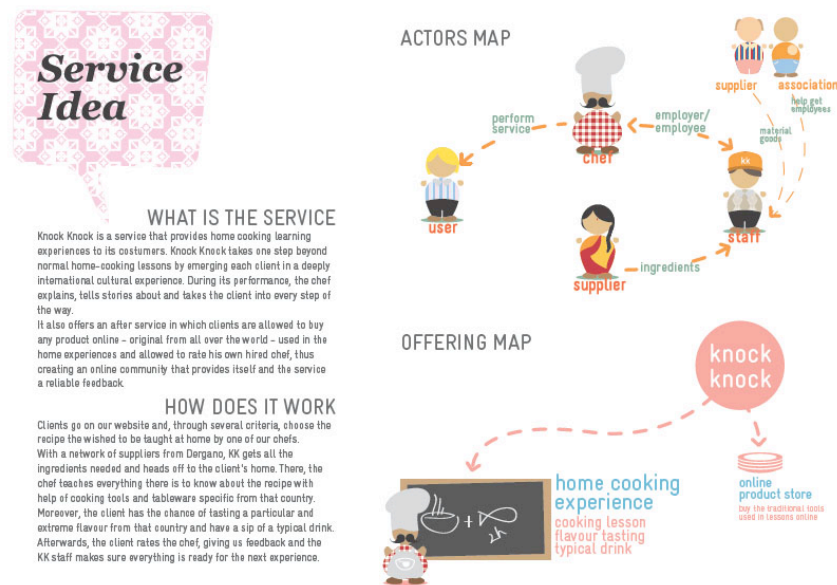 Service
Idea
WHAT IS THE SERVICE
Knock Knock is a service that provides home cooking learning
experiences to its costumers. Knock Knock takes one step beyond
normal home-cooking lessons by emerging each client in a deeply
international cultural experience. During its performance, the chef
explains, tells stories about and takes the client into every step of
the way.
It also offers an after service in which clients are allowed to buy
any product online - original from all over the world - used in the
home experiences and allowed to rate his own hired chef, thus
creating an online community that provides itself and the service
a reliable feedback.
HOW DOES IT WORK
Clients go on our website and, through several criteria, choose the
recipe the wished to be taught at home by one of our chefs.
With a network of suppliers from Dergano, KK gets all the
ingredients needed and heads off to the client's home. There, the
chef teaches everything there is to know about the recipe with
help of cooking tools and tableware specific from that country.
Moreover, the client has the chance of tasting a particular and
extreme flavour from that country and have a sip of a typical drink.
Afterwards, the client rates the chef, giving us feedback and the
KK staff makes sure everything is ready for the next experience.
ACTORS MAP
supplier
association
help get
employees
material
goods
perform
service
employer/
employee
chef
kk
user
staff
supplier
ingredients
OFFERING MAP
knock
knock
home cooking
experience
cooking lesson
flavour tasting
typical drink
online
product store
buy the traditional tools
used in lessons online